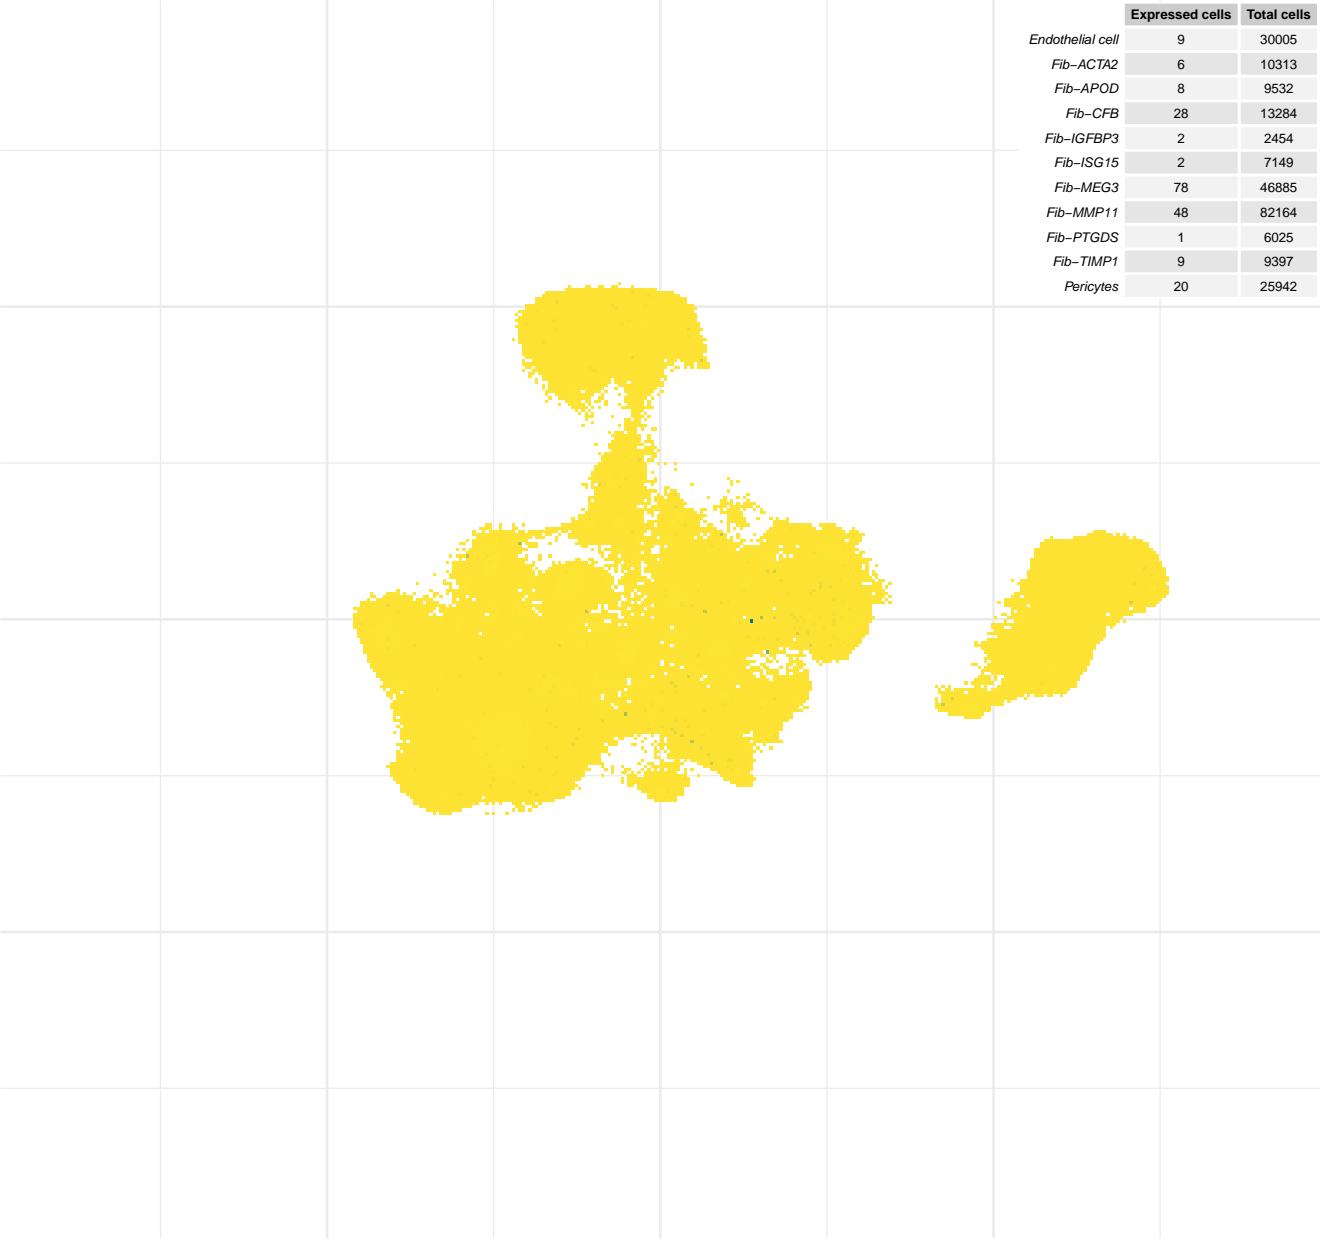 Expressed cells Total cells
Endothelial cell 9 30005
Fib−ACTA2 6 10313
Fib−APOD 8 9532
Fib−CFB 28 13284
Fib−IGFBP3 2 2454
Fib−ISG15 2 7149
Fib−MEG3 78 46885
Fib−MMP11 48 82164
Fib−PTGDS 1 6025
Fib−TIMP1 9 9397
Pericytes 20 25942